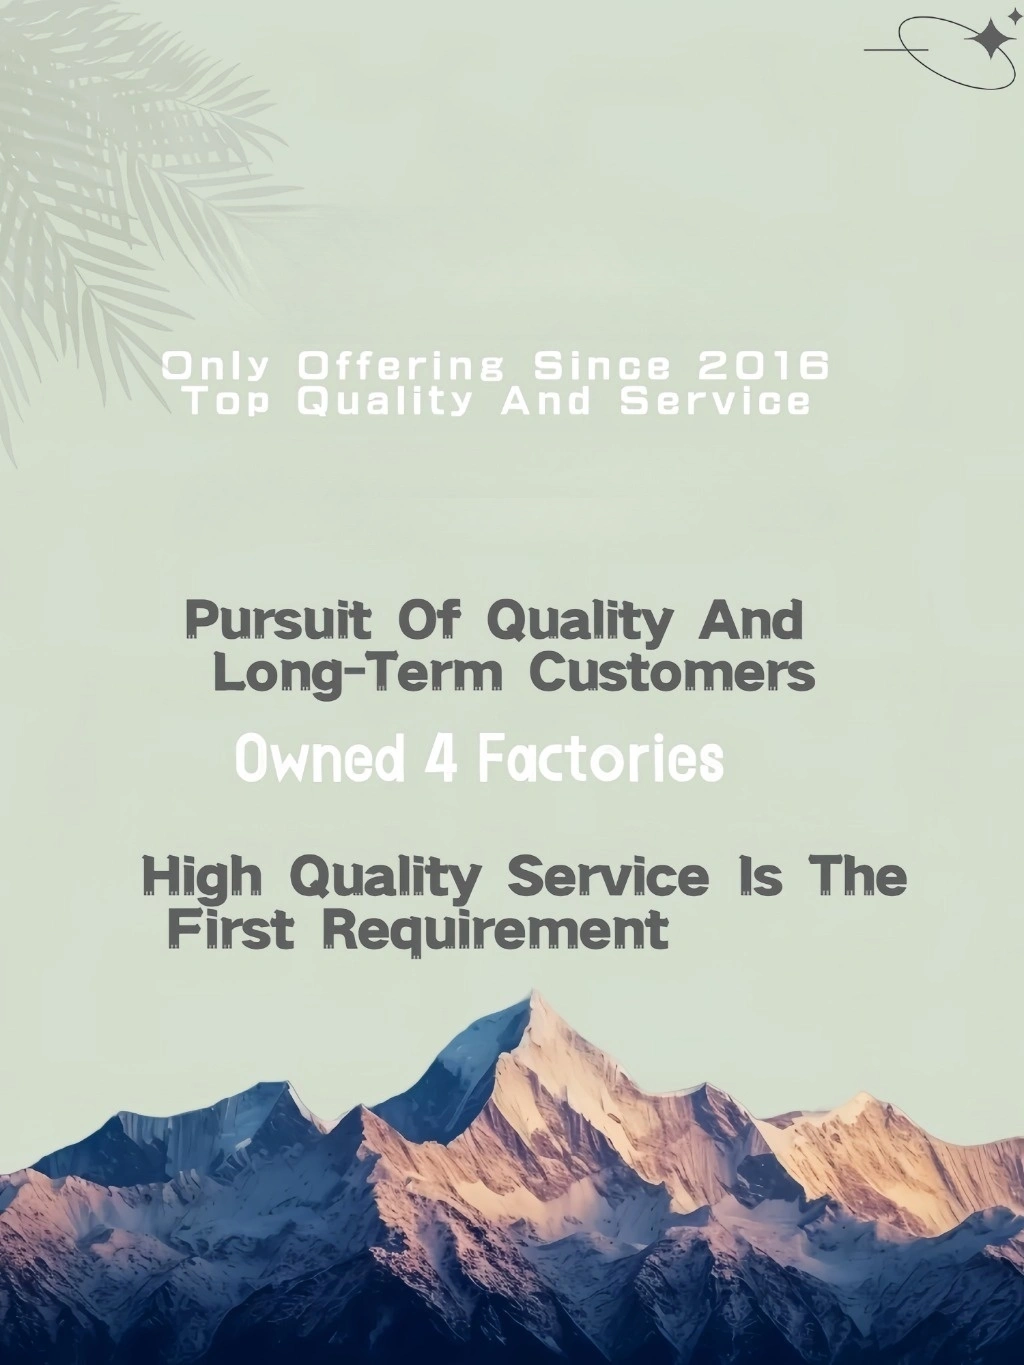 Only Offering Since 2016
Top Quality And Service
Pursuit Of Quality And
Long-Term Customers
Owned 4 Factories
High Quality Service Is The
First Requirement